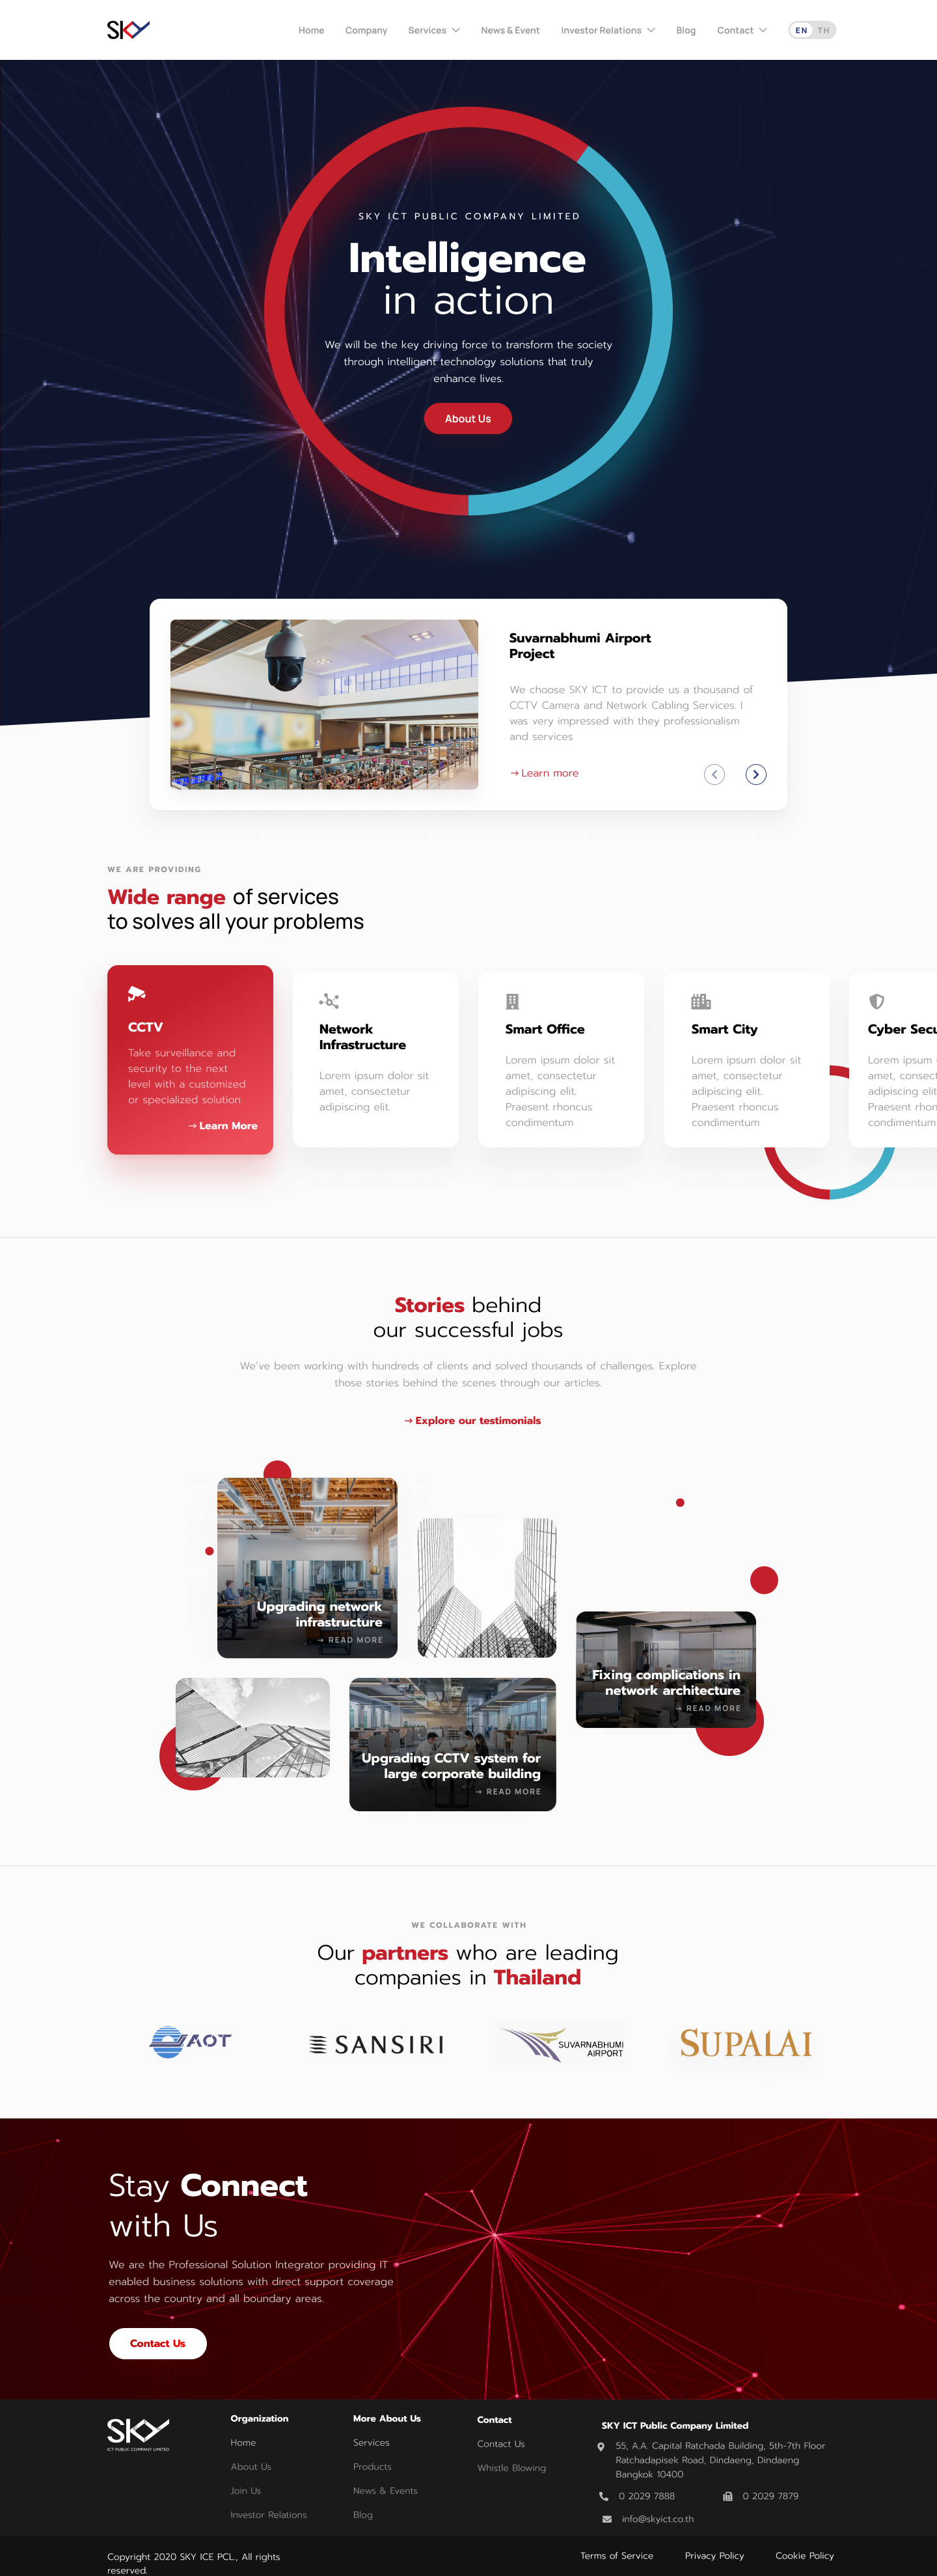 SKY
Home Company Services News & Event Investor Relations Blog Contact EN TH
SKY ICT PUBLIC COMPANY LIMITED
Intelligence
in action
We will be the key driving force to transform the society
through intelligent technology solutions that truly
enhance lives.
About Us
Suvarnabhumi Airport
Project
We choose SKY ICT to provide us a thousand of
CCTV Camera and Network Cabling Services. I
was very impressed with they professionalism
and services
→ Learn more
WE ARE PROVIDING
Wide range of services
to solves all your problems
CCTV
Take surveillance and
security to the next
level with a customized
or specialized solution
→ Learn More
Network
Infrastructure
Lorem ipsum dolor sit
amet, consectetur
adipiscing elit.
Smart Office
Lorem ipsum dolor sit
amet, consectetur
adipiscing elit.
Praesent rhoncus
condimentum
Smart City
Lorem ipsum dolor sit
amet, consectetur
adipiscing elit.
Praesent rhoncus
condimentum
Cyber Secu
Lorem ipsum
amet, consect
adipiscing elit
Praesent rhon
condimentum
Stories behind
our successful jobs
We've been working with hundreds of clients and solved thousands of challenges. Explore
those stories behind the scenes through our articles.
→ Explore our testimonials
Upgrading network
infrastructure
→ READ MORE
Fixing complications in
network architecture
→ READ MORE
Upgrading CCTV system for
large corporate building
→ READ MORE
WE COLLABORATE WITH
Our partners who are leading
companies in Thailand
AOT
SANSIRI
SUVARNABHUMI
AIRPORT
SUPALAI
Stay Connect
with Us
We are the Professional Solution Integrator providing IT
enabled business solutions with direct support coverage
across the country and all boundary areas.
Contact Us
SKY
ICT PUBLIC COMPANY LIMITED
Organization
Home
About Us
Join Us
Investor Relations
More About Us
Services
Products
News & Events
Blog
Contact
Contact Us
Whistle Blowing
SKY ICT Public Company Limited
55, A.A. Capital Ratchada Building, 5th-7th Floor
Ratchadapisek Road, Dindaeng, Dindaeng
Bangkok 10400
0 2029 7888 0 2029 7879
info@skyict.co.th
Copyright 2020 SKY ICE PCL., All rights
reserved.
Terms of Service Privacy Policy Cookie Policy